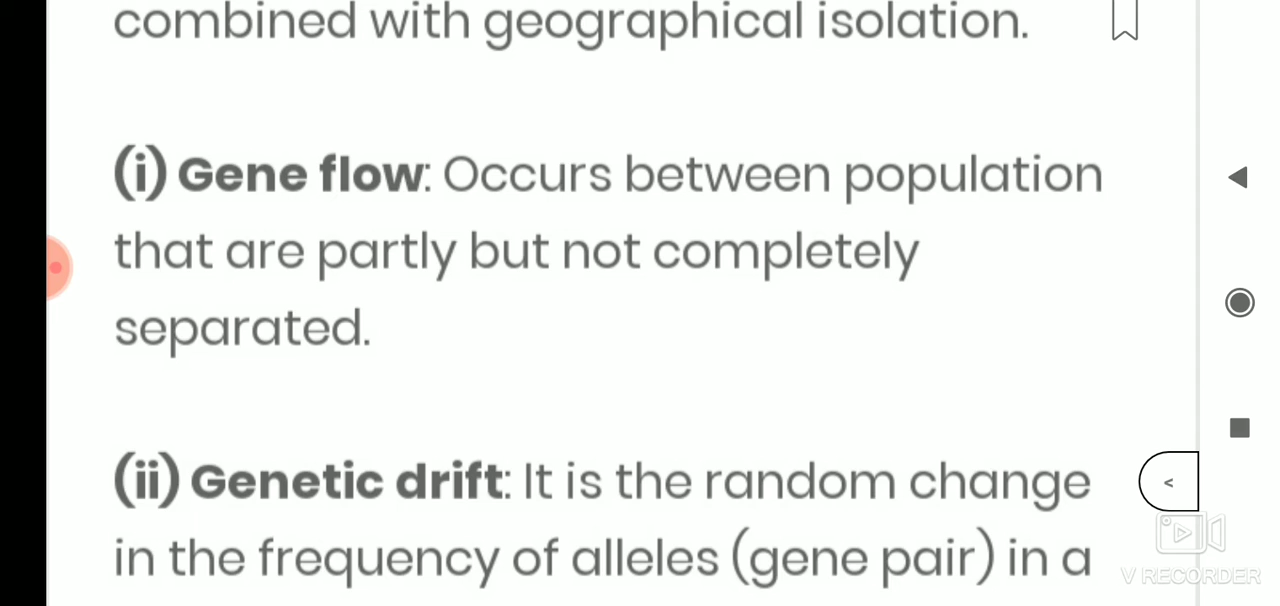 combined with geographical isolation.
(i) Gene flow: Occurs between population
that are partly but not completely
separated.
(ii) Genetic drift: It is the random change
in the frequency of alleles (gene pair) in a
<
V RECORDER